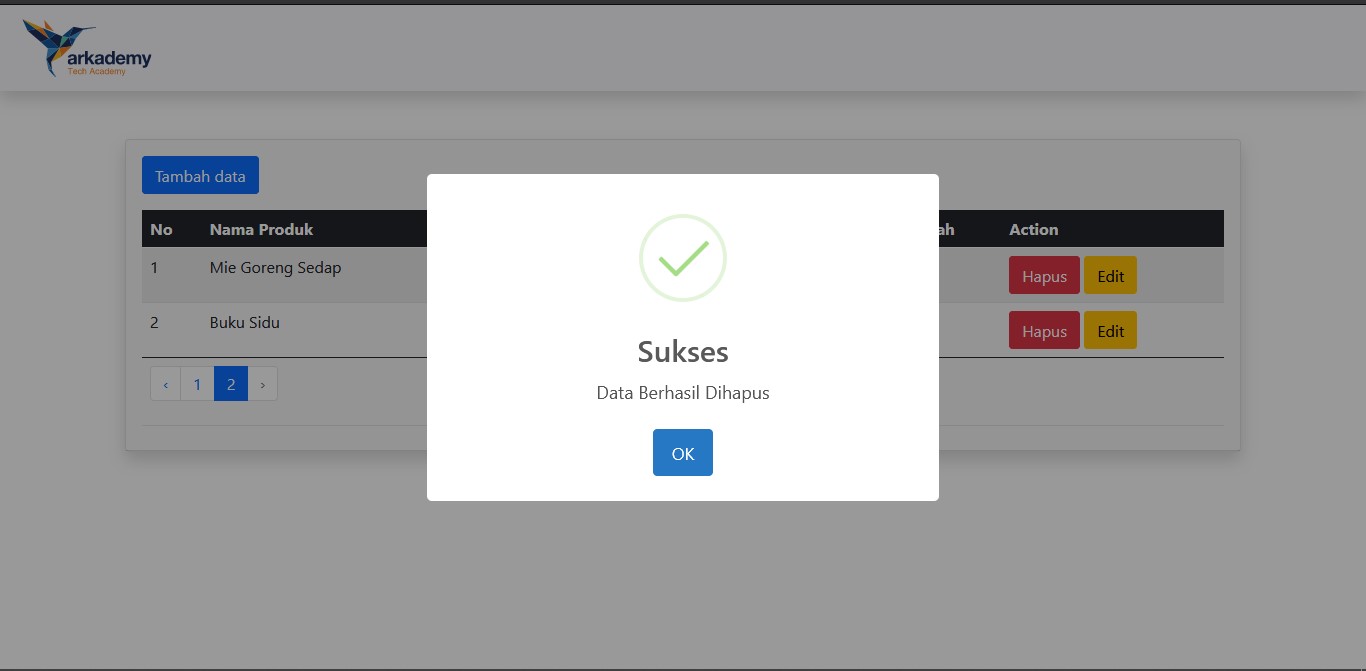 arkademy
Tech Academy
Tambah data
No Nama Produk Action
1 Mie Goreng Sedap Hapus Edit
2 Buku Sidu Hapus Edit
‹ 1 2 ›
Sukses
Data Berhasil Dihapus
OK